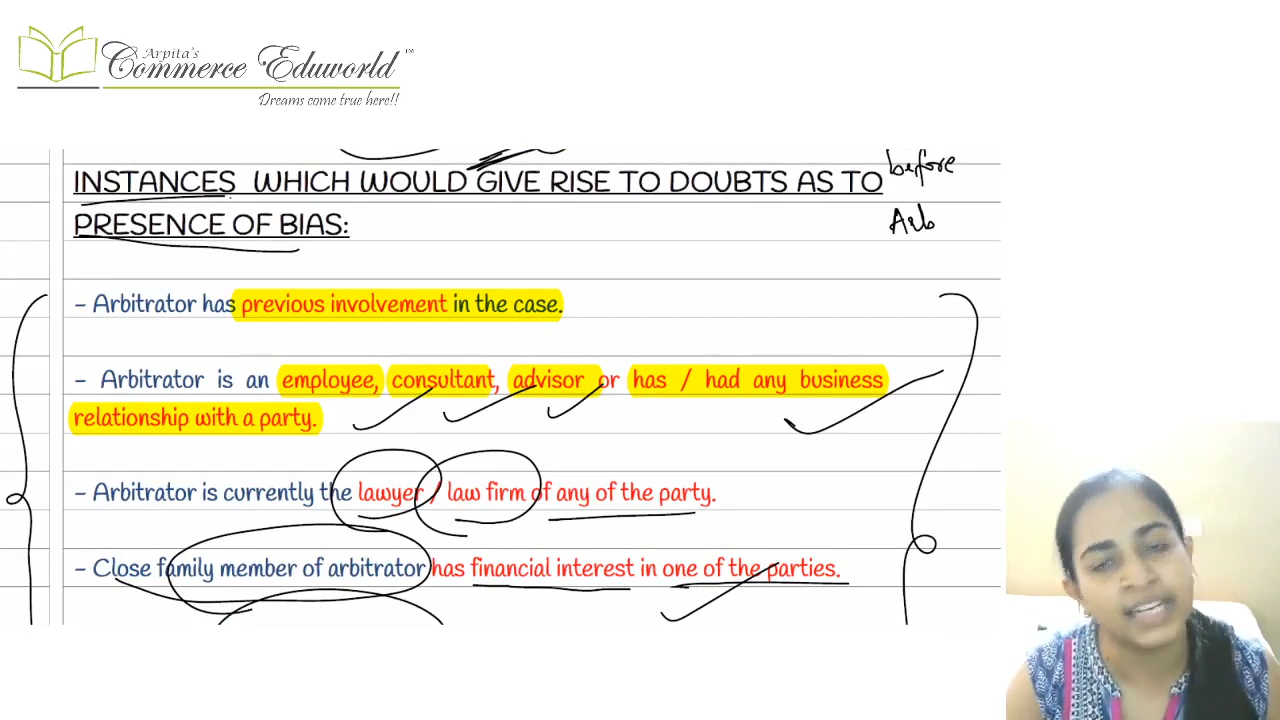 Arpita's
Commerce Eduworld™
Dreams come true here!!
INSTANCES WHICH WOULD GIVE RISE TO DOUBTS AS TO
before
PRESENCE OF BIAS:
Arb
- Arbitrator has previous involvement in the case.
- Arbitrator is an employee, consultant, advisor or has / had any business
relationship with a party.
- Arbitrator is currently the lawyer / law firm of any of the party.
- Close family member of arbitrator has financial interest in one of the parties.